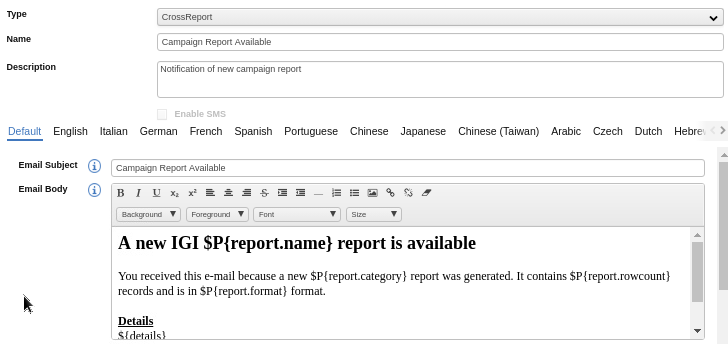 Type
CrossReport
Name
Campaign Report Available
Description
Notification of new campaign report
Enable SMS
Default English Italian German French Spanish Portuguese Chinese Japanese Chinese (Taiwan) Arabic Czech Dutch Hebre
Email Subject
Campaign Report Available
Email Body
B I U x₂ x²
Background Foreground Font Size
A new IGI $P{report.name} report is available
You received this e-mail because a new $P{report.category} report was generated. It contains $P{report.rowcount}
records and is in $P{report.format} format.
Details
${details}